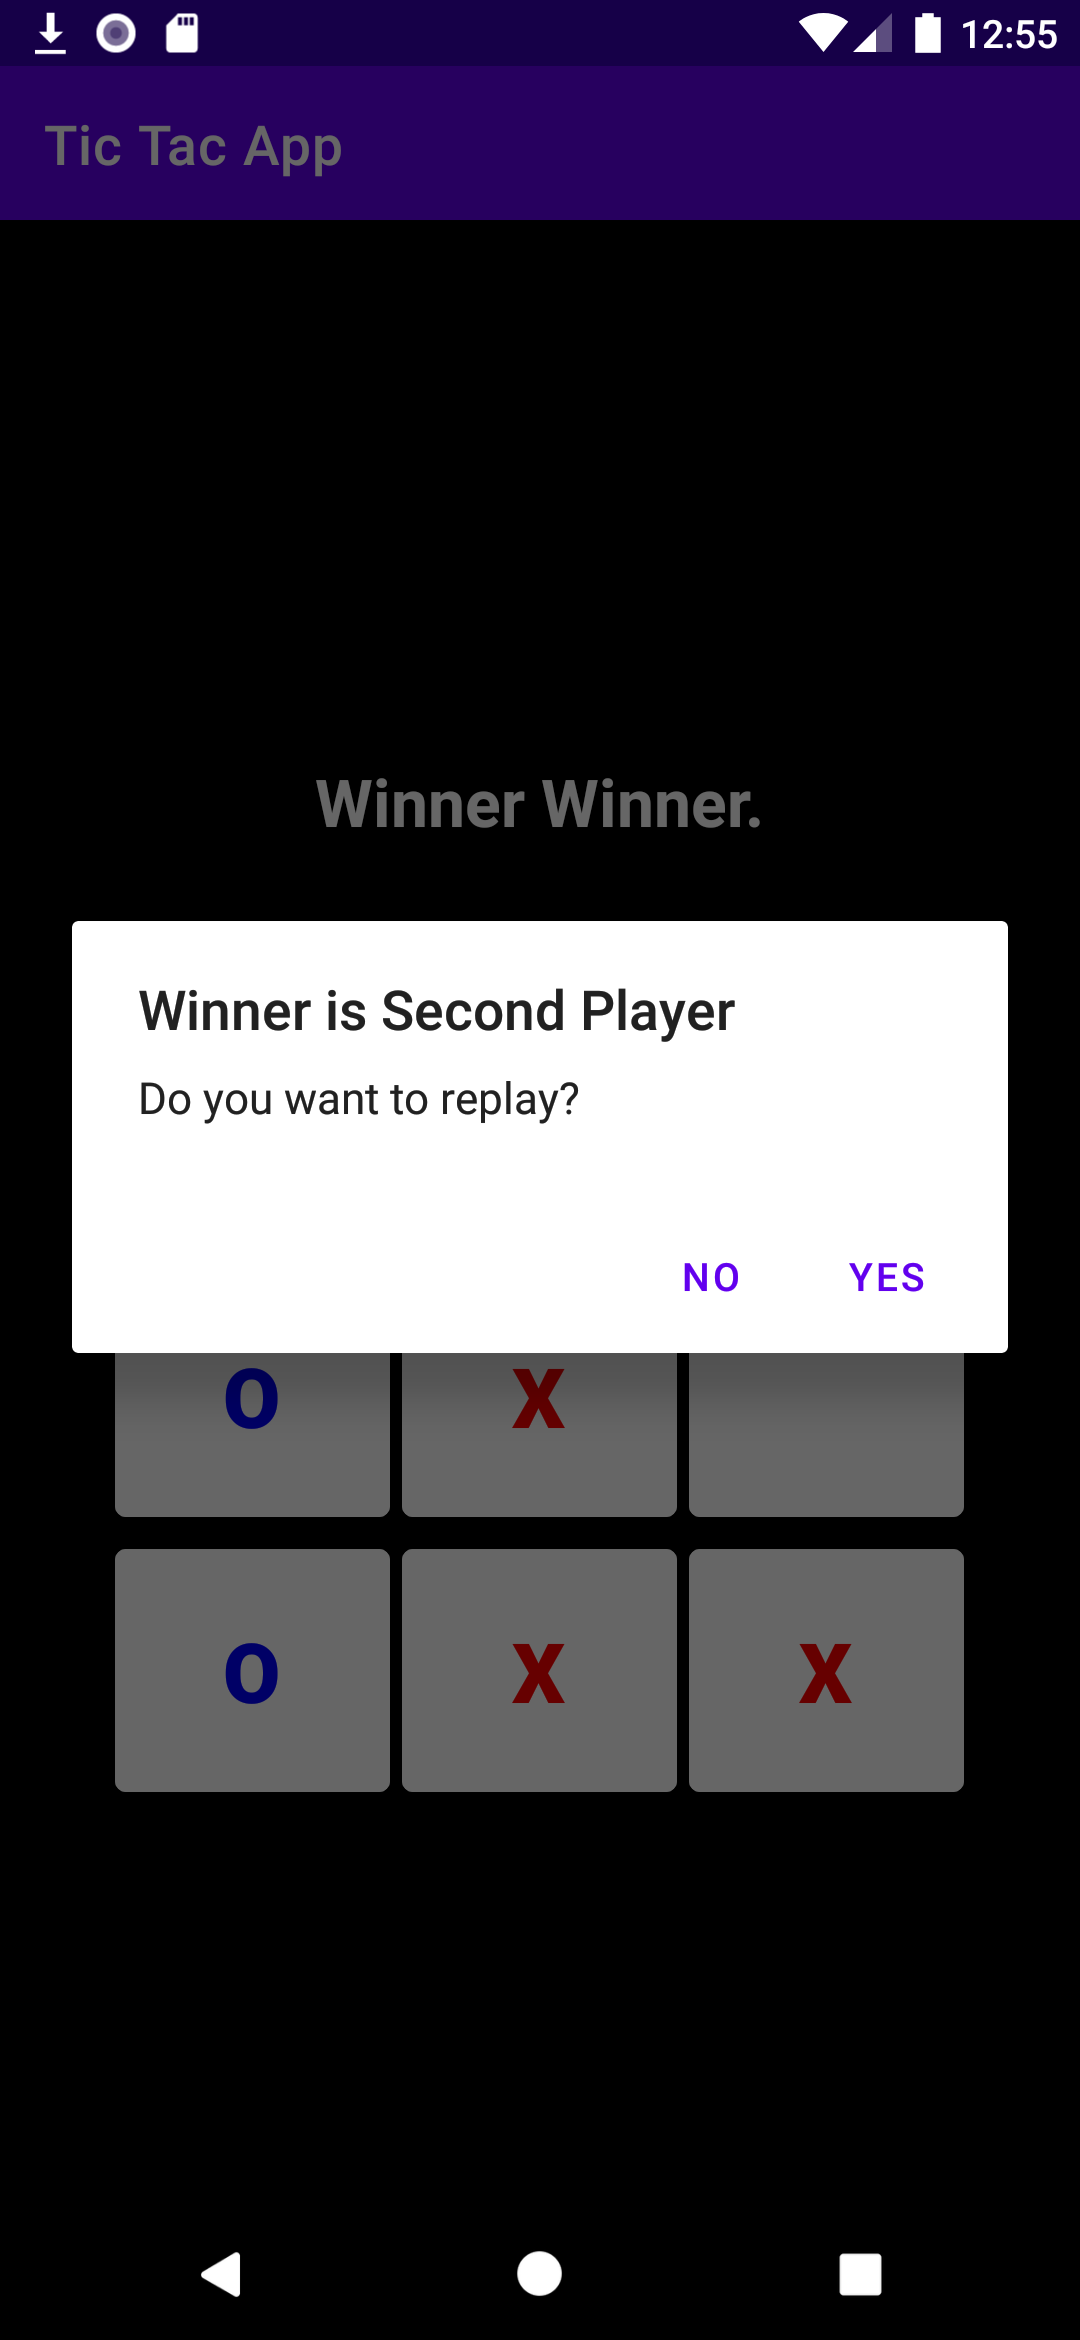 12:55
Tic Tac App
Winner Winner.
Winner is Second Player
Do you want to replay?
NO YES
O X
O X X